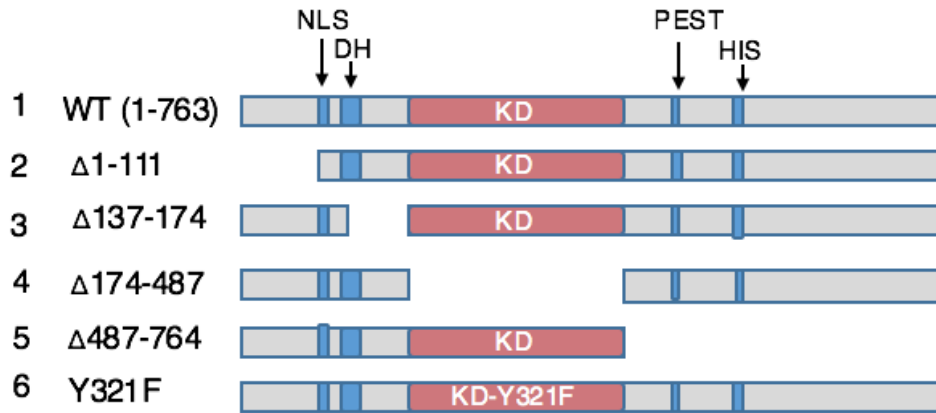 NLS
DH
PEST
HIS
1 WT (1-763) KD
2 Δ1-111 KD
3 Δ137-174 KD
4 Δ174-487
5 Δ487-764 KD
6 Y321F KD-Y321F